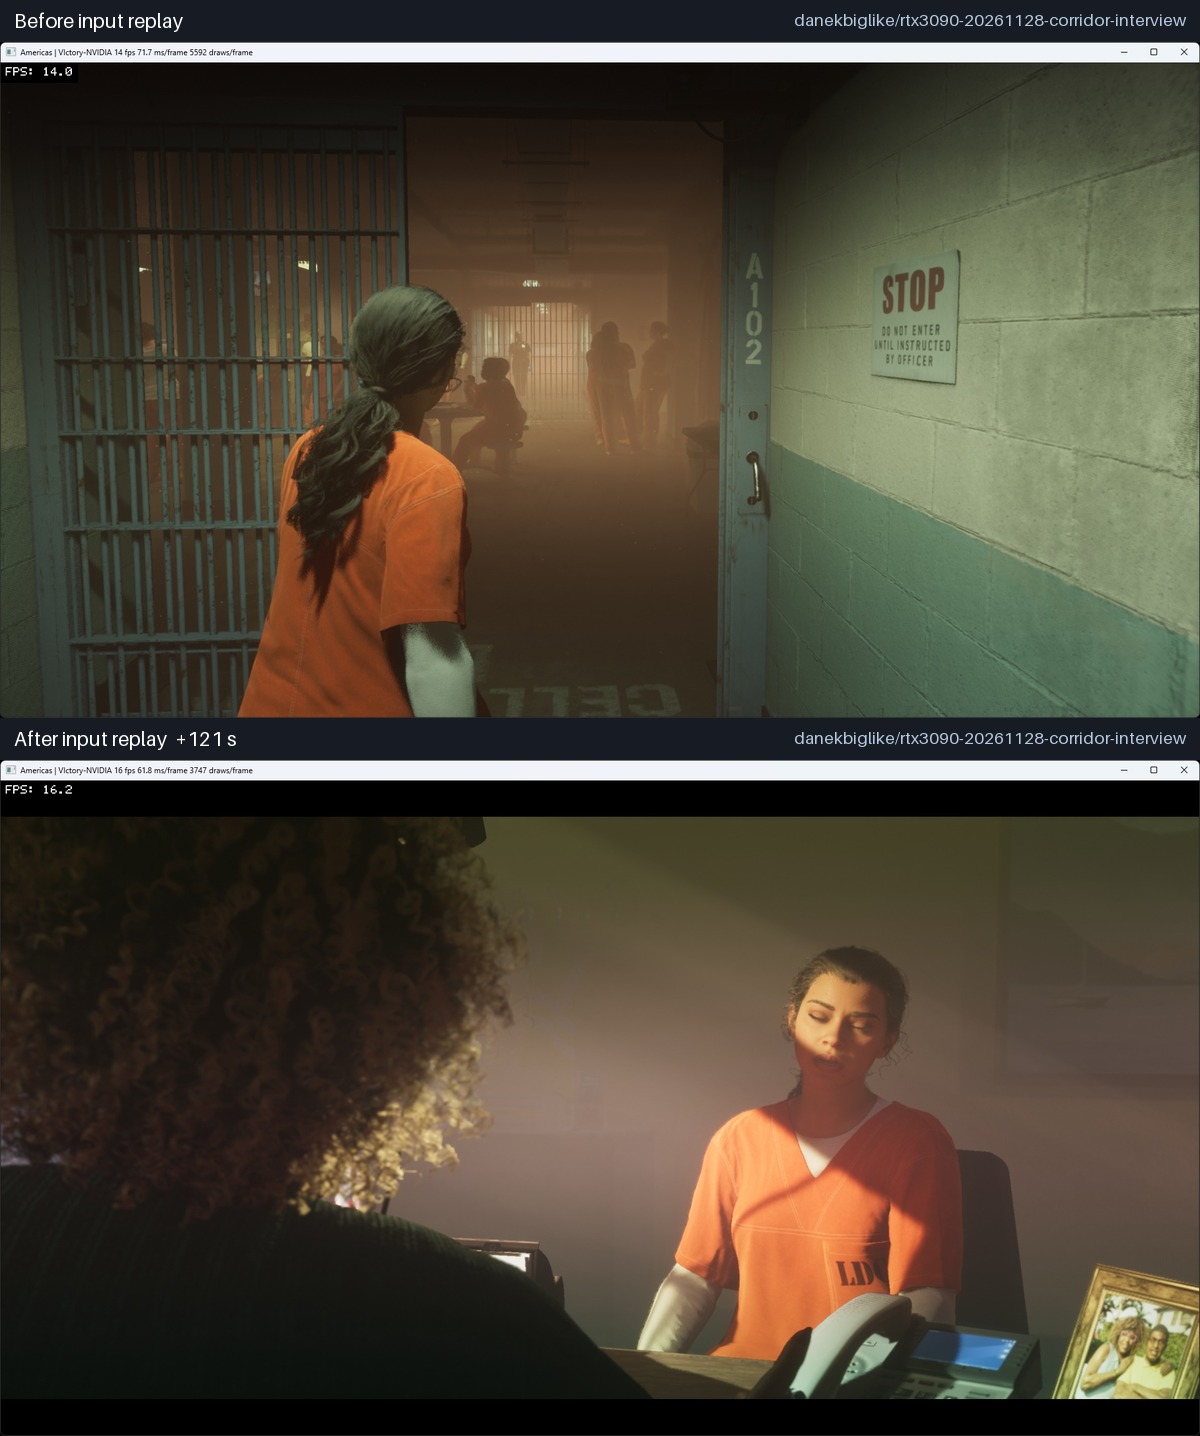 Before input replay
danekbiglike/rtx3090-20261128-corridor-interview
Americas | VIctory-NVIDIA 14 fps 71.7 ms/frame 5592 draws/frame
FPS: 14.0
A102
STOP
DO NOT ENTER
UNTIL INSTRUCTED
BY OFFICER
CELL
After input replay +121 s
danekbiglike/rtx3090-20261128-corridor-interview
Americas | VIctory-NVIDIA 16 fps 61.8 ms/frame 3747 draws/frame
FPS: 16.2